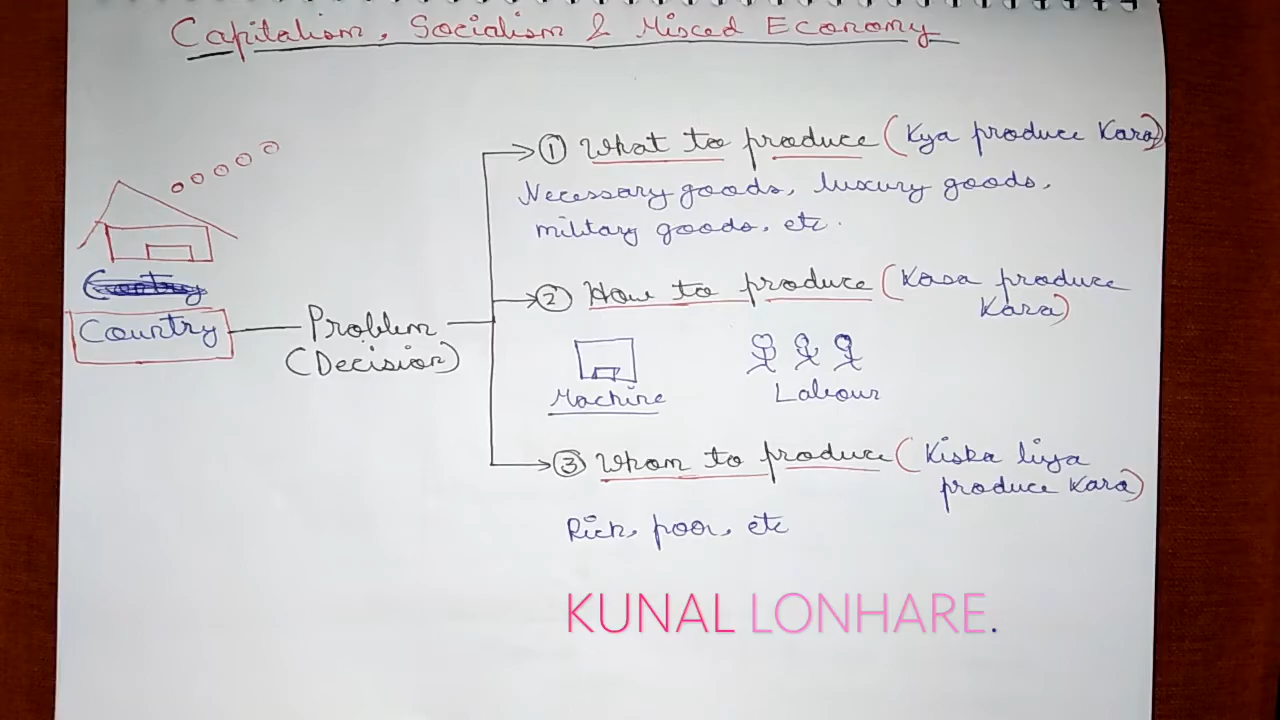 Capitalism, Socialism & Mixced Economy
① What to produce (Kya produce Kara)
Necessary goods, luxury goods,
military goods, etc.
② How to produce (Kasa produce
Kara)
Country
Problem
(Decision)
Machine
Labour
③ Whom to produce (Kiska liya
produce Kara)
Rich, poor, etc
KUNAL LONHARE.